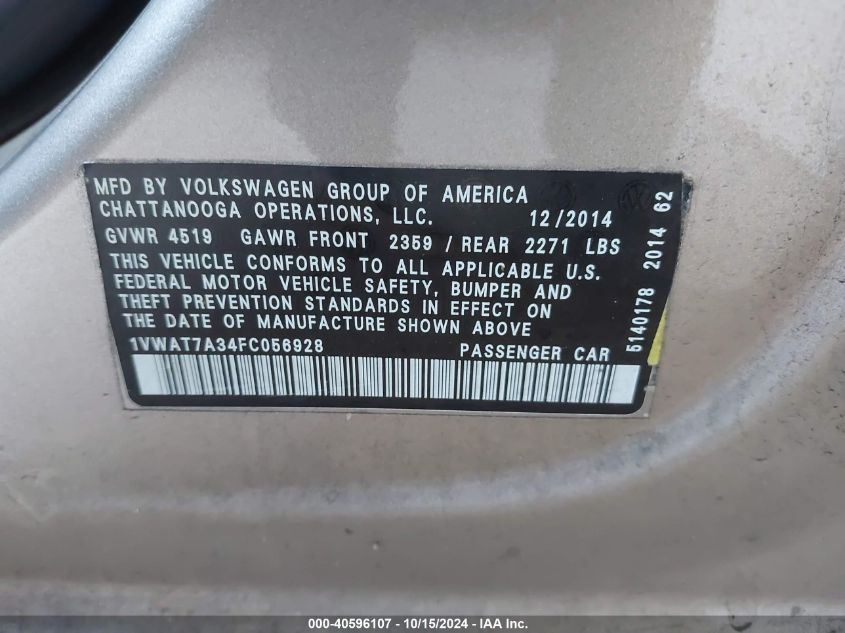 MFD BY VOLKSWAGEN GROUP OF AMERICA
CHATTANOOGA OPERATIONS, LLC. 12/2014
GVWR 4519 GAWR FRONT 2359 / REAR 2271 LBS
THIS VEHICLE CONFORMS TO ALL APPLICABLE U.S.
FEDERAL MOTOR VEHICLE SAFETY, BUMPER AND
THEFT PREVENTION STANDARDS IN EFFECT ON
THE DATE OF MANUFACTURE SHOWN ABOVE
1VWAT7A34FC056928 PASSENGER CAR
5140178 2014 62
000-40596107 - 10/15/2024 - IAA Inc.